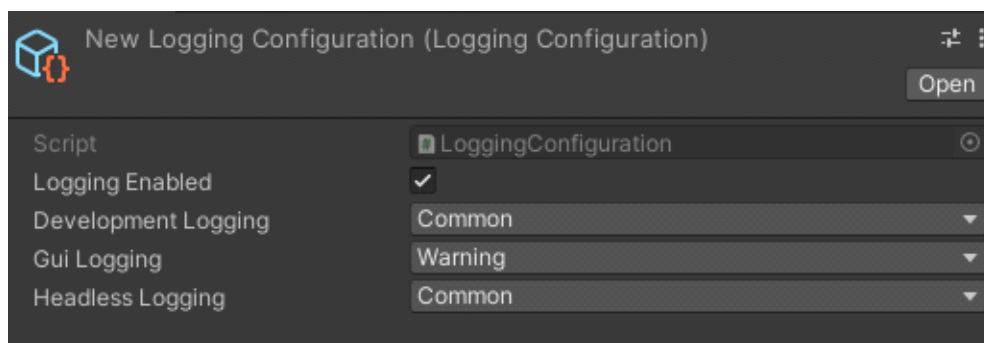 New Logging Configuration (Logging Configuration)
Open
Script LoggingConfiguration
Logging Enabled
Development Logging Common
Gui Logging Warning
Headless Logging Common